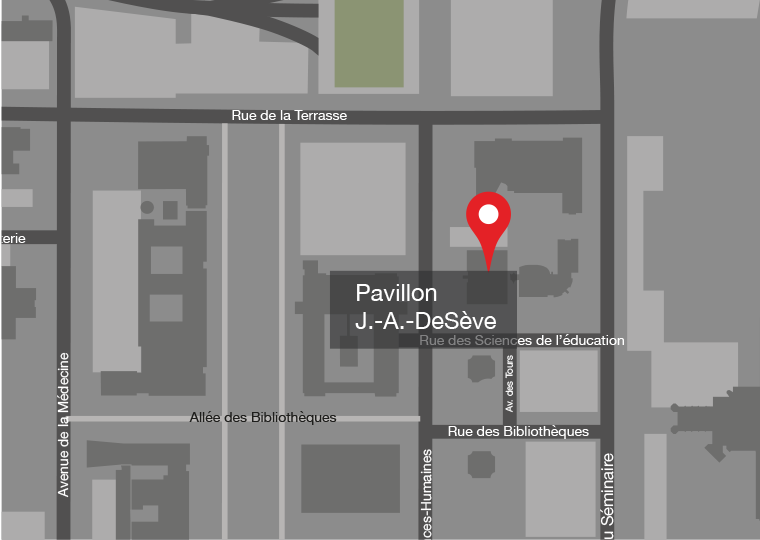 Rue de la Terrasse
terie
Pavillon
J.-A.-DeSève
Rue des Sciences de l'éducation
Av. des Tours
Avenue de la Médecine
Allée des Bibliothèques
Rue des Bibliothèques
ces-Humaines
u Séminaire